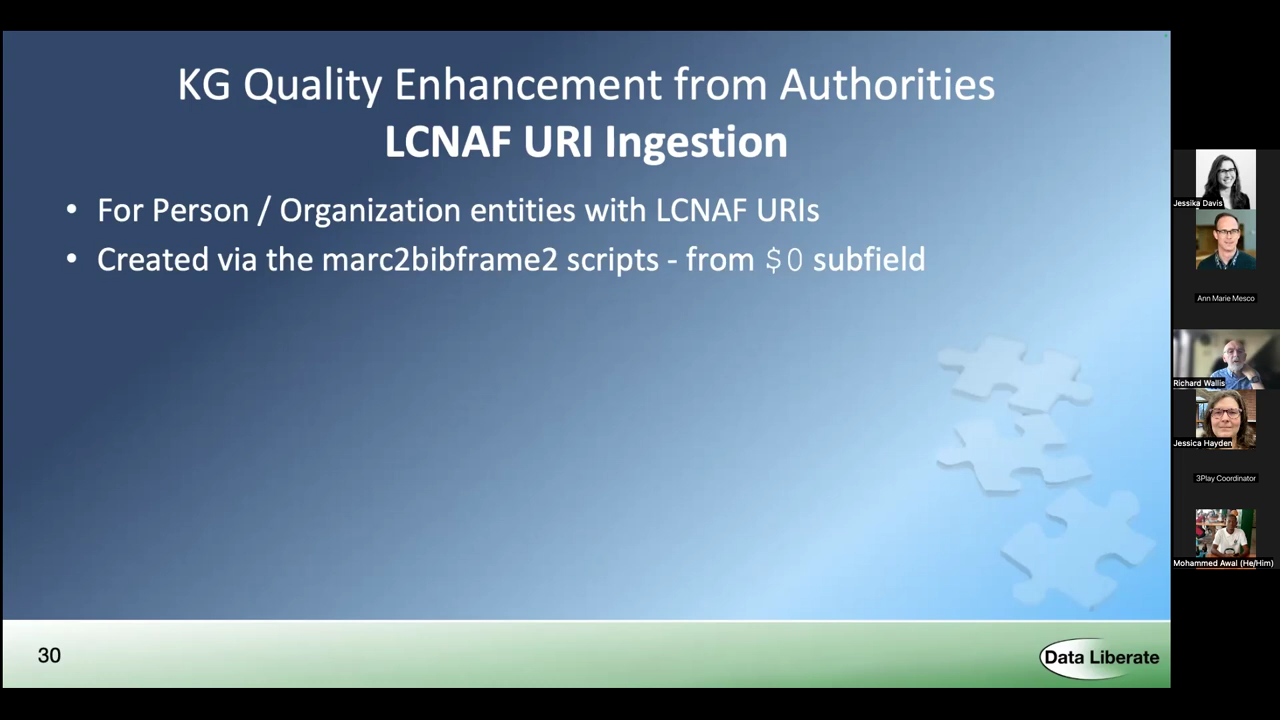 KG Quality Enhancement from Authorities
LCNAF URI Ingestion
• For Person / Organization entities with LCNAF URIs
• Created via the marc2bibframe2 scripts - from $0 subfield
30
Data Liberate
Jessika Davis
Ann Marie Mesco
Richard Wallis
Jessica Hayden
3Play Coordinator
Mohammed Awal (He/Him)